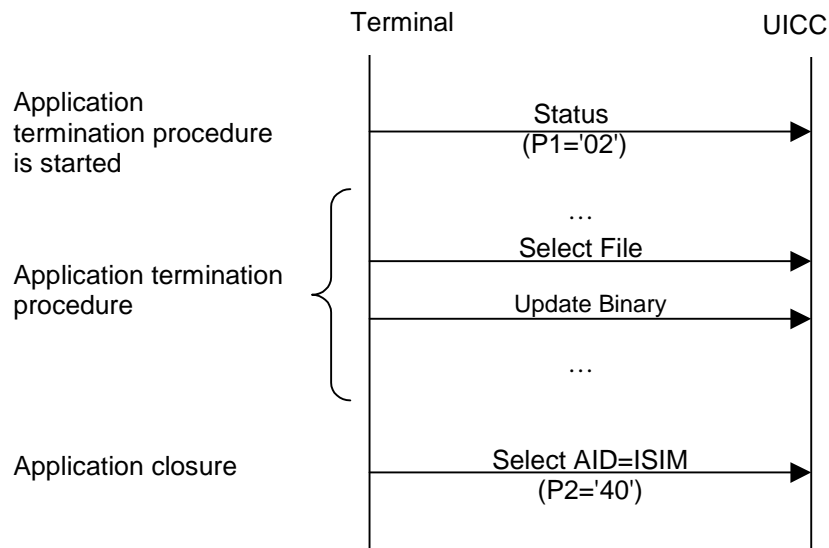 Terminal
UICC
Application
termination procedure
is started
Status
(P1='02')
…
Select File
Application termination
procedure
Update Binary
…
Application closure
Select AID=ISIM
(P2='40')